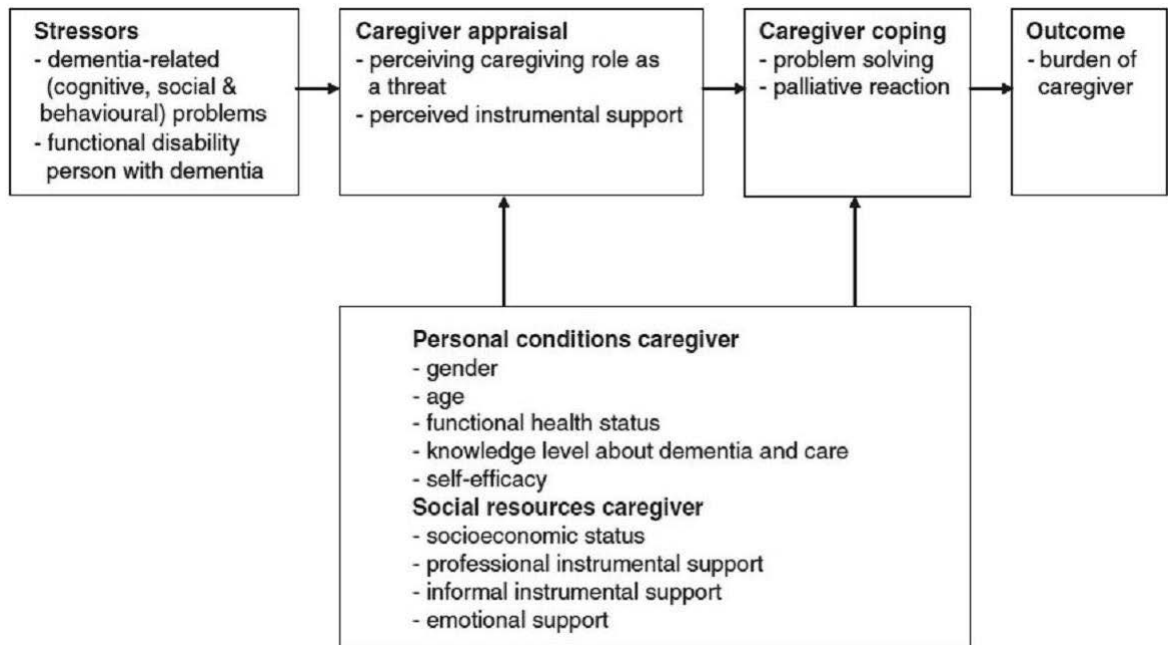 Stressors
- dementia-related
(cognitive, social &
behavioural) problems
- functional disability
person with dementia
Caregiver appraisal
- perceiving caregiving role as
a threat
- perceived instrumental support
Caregiver coping
- problem solving
- palliative reaction
Outcome
- burden of
caregiver
Personal conditions caregiver
- gender
- age
- functional health status
- knowledge level about dementia and care
- self-efficacy
Social resources caregiver
- socioeconomic status
- professional instrumental support
- informal instrumental support
- emotional support